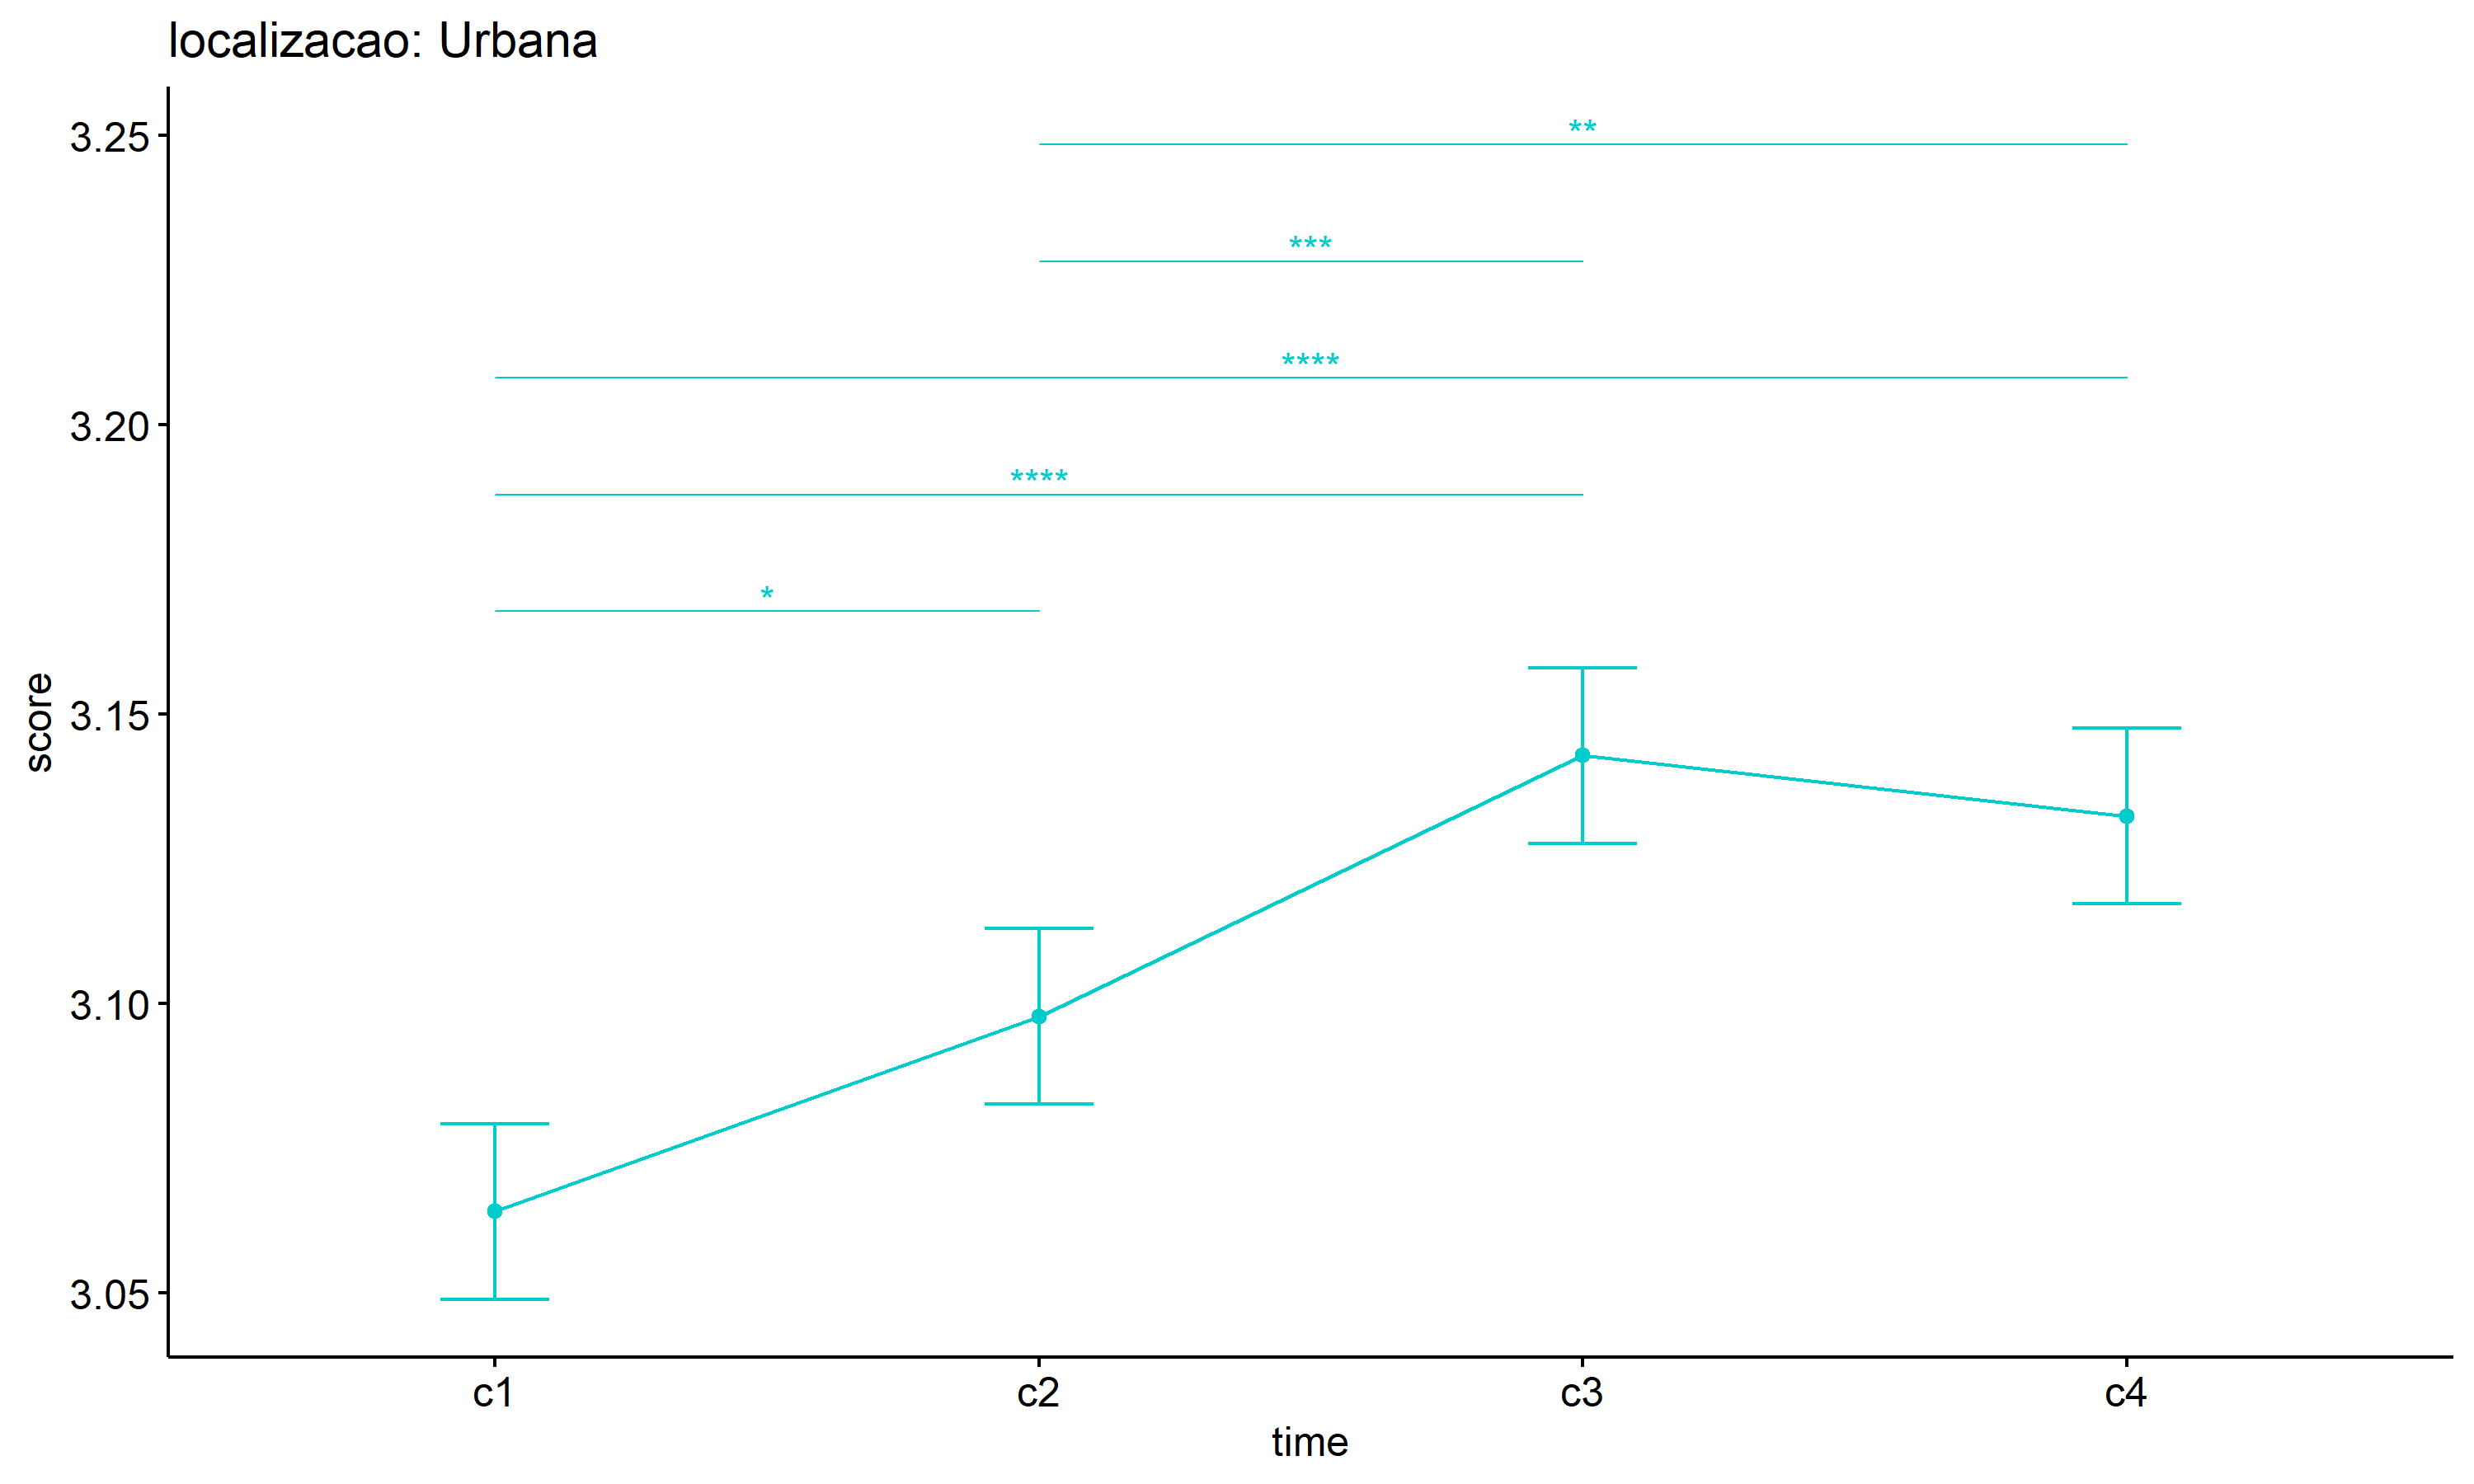 localizacao: Urbana
3.25
3.20
3.15
3.10
3.05
score
**
***
****
****
*
c1 c2 c3 c4
time